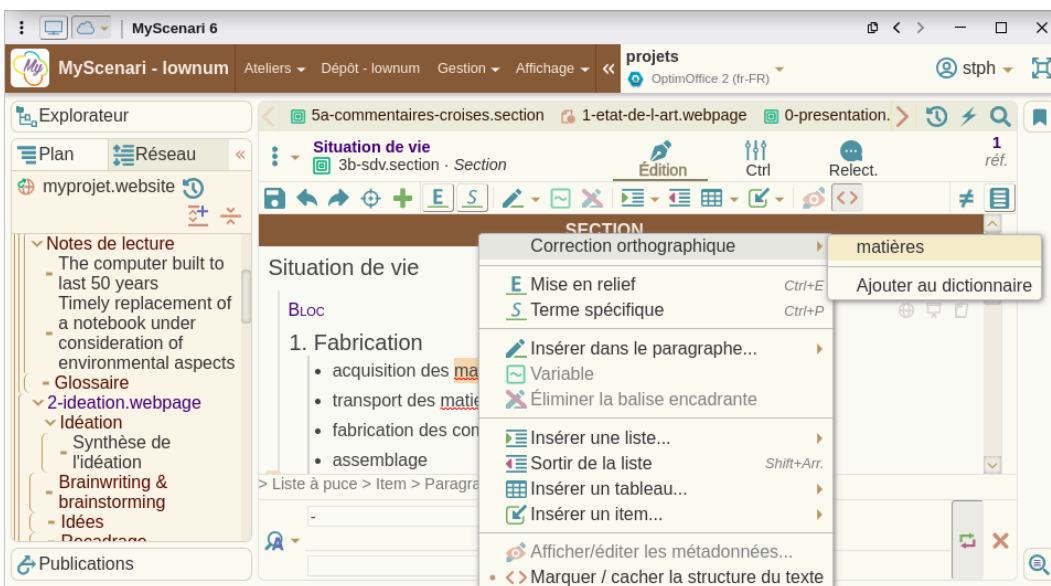 MyScenari 6
MyScenari - lownum
Ateliers
Dépôt - lownum
Gestion
Affichage
«
projets
OptimOffice 2 (fr-FR)
stph
Explorateur
5a-commentaires-croises.section
1-etat-de-l-art.webpage
0-presentation.
Plan
Réseau
«
Situation de vie
3b-sdv.section · Section
Édition
Ctrl
Relect.
1
réf.
myprojet.website
SECTION
Notes de lecture
The computer built to
last 50 years
Timely replacement of
a notebook under
consideration of
environmental aspects
Glossaire
2-ideation.webpage
Idéation
Synthèse de
l'idéation
Brainwriting &
brainstorming
Idées
Recadrage
Publications
Situation de vie
Bloc
1. Fabrication
• acquisition des
• transport des
• fabrication des
• assemblage
> Liste à puce > Item >
-
Correction orthographique
Mise en relief Ctrl+E
Terme spécifique Ctrl+P
Insérer dans le paragraphe...
Variable
Éliminer la balise encadrante
Insérer une liste...
Sortir de la liste Shift+Arr.
Insérer un tableau...
Insérer un item...
Afficher/éditer les métadonnées...
• <> Marquer / cacher la structure du texte
matières
Ajouter au dictionnaire